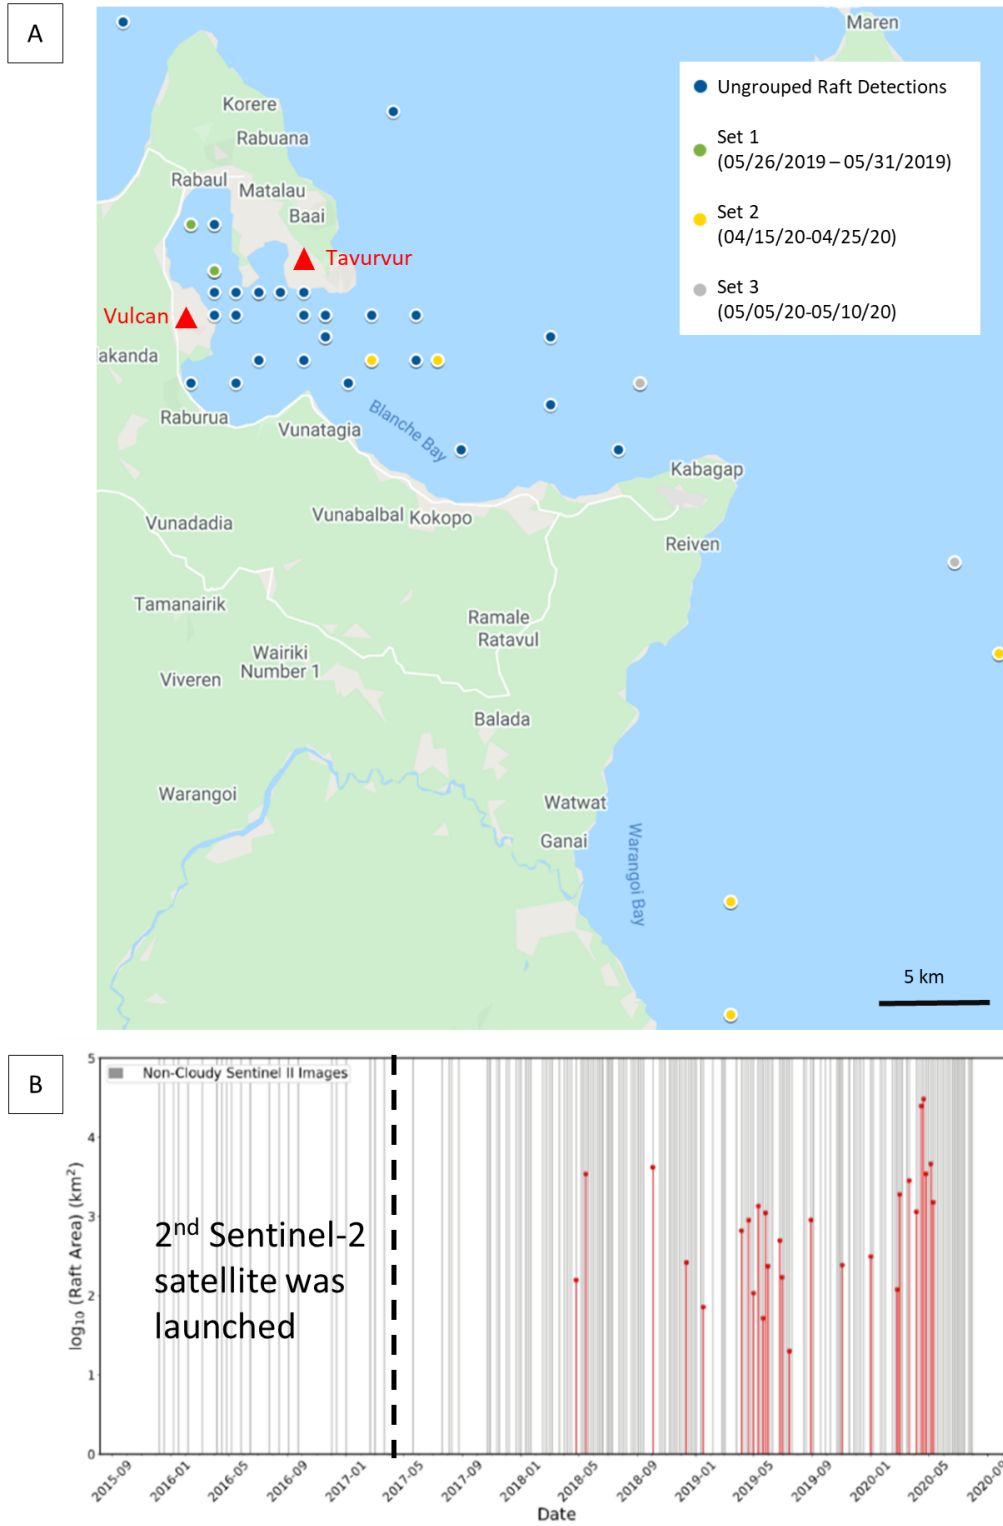 A
Maren
Ungrouped Raft Detections
Set 1
(05/26/2019 – 05/31/2019)
Set 2
(04/15/20-04/25/20)
Set 3
(05/05/20-05/10/20)
Korere
Rabuana
Rabaul
Matalau
Baai
Tavurvur
Vulcan
lakanda
Raburua
Vunatagia
Blanche Bay
Kabagap
Vunadadia
Vunabalbal
Kokopo
Reiven
Tamanairik
Ramale
Ratavul
Wairiki
Number 1
Viveren
Balada
Warangoi
Watwat
Ganai
Warangoi Bay
5 km
B
Non-Cloudy Sentinel II Images
2nd Sentinel-2
satellite was
launched
log10 (Raft Area) (km2)
5
4
3
2
1
0
2015-09
2016-01
2016-05
2016-09
2017-01
2017-05
2017-09
2018-01
2018-05
2018-09
2019-01
2019-05
2019-09
2020-01
2020-05
2020-09
Date